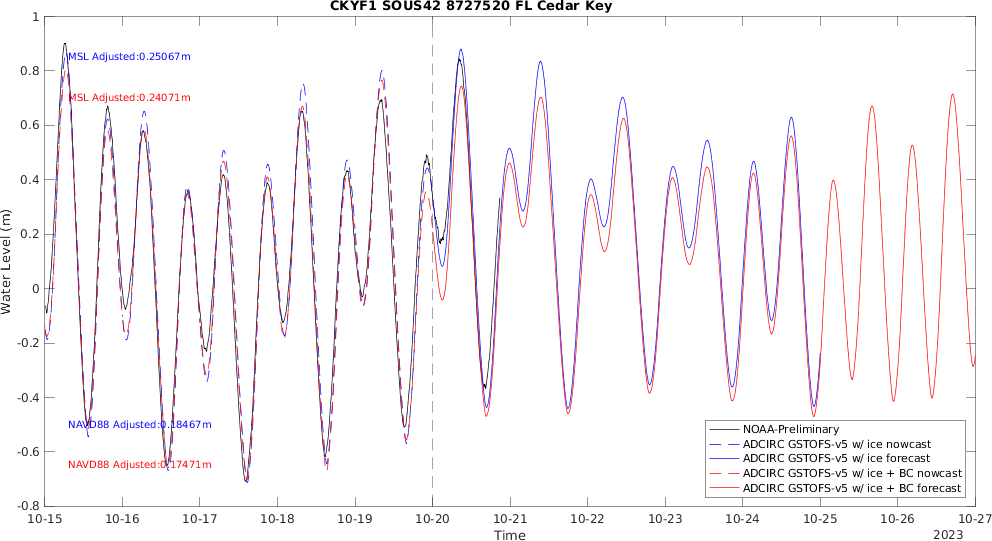 CKYF1 SOUS42 8727520 FL Cedar Key
Water Level (m)
1
0.8
0.6
0.4
0.2
0
-0.2
-0.4
-0.6
-0.8
MSL Adjusted:0.25067m
MSL Adjusted:0.24071m
NAVD88 Adjusted:0.18467m
NAVD88 Adjusted:0.17471m
NOAA-Preliminary
ADCIRC GSTOFS-v5 w/ ice nowcast
ADCIRC GSTOFS-v5 w/ ice forecast
ADCIRC GSTOFS-v5 w/ ice + BC nowcast
ADCIRC GSTOFS-v5 w/ ice + BC forecast
10-15 10-16 10-17 10-18 10-19 10-20 10-21 10-22 10-23 10-24 10-25 10-26 10-27
Time
2023